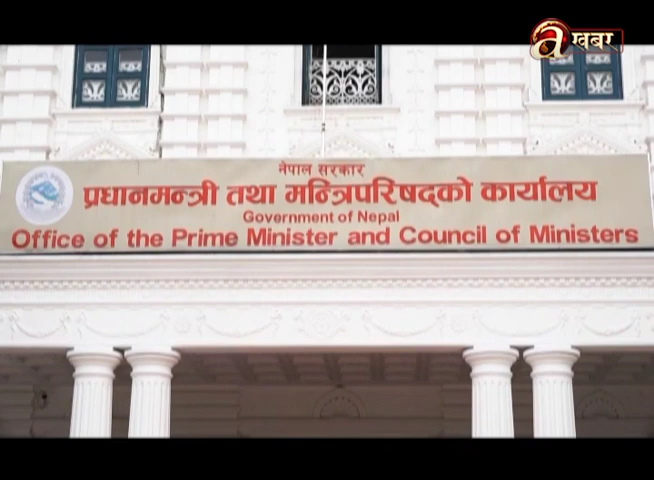 a खबर
नेपाल सरकार
प्रधानमन्त्री तथा मन्त्रिपरिषद्को कार्यालय
Government of Nepal
Office of the Prime Minister and Council of Ministers